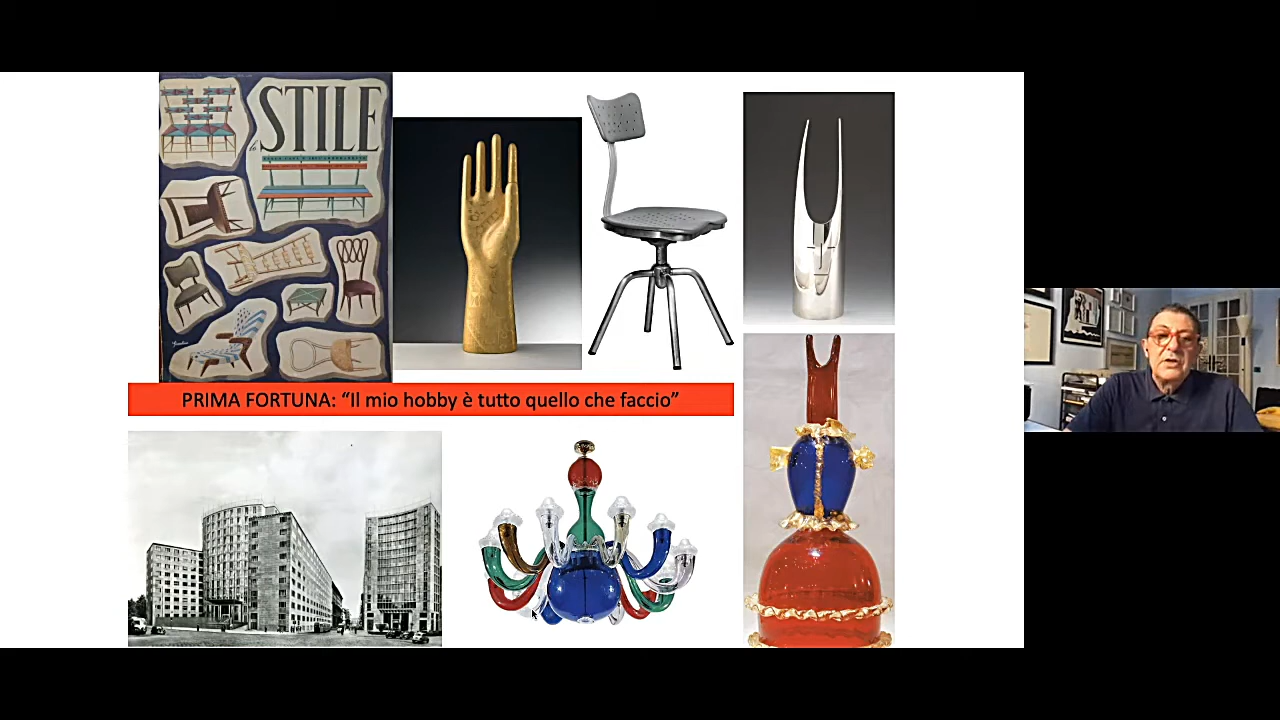 STILE
PRIMA FORTUNA: “Il mio hobby è tutto quello che faccio”